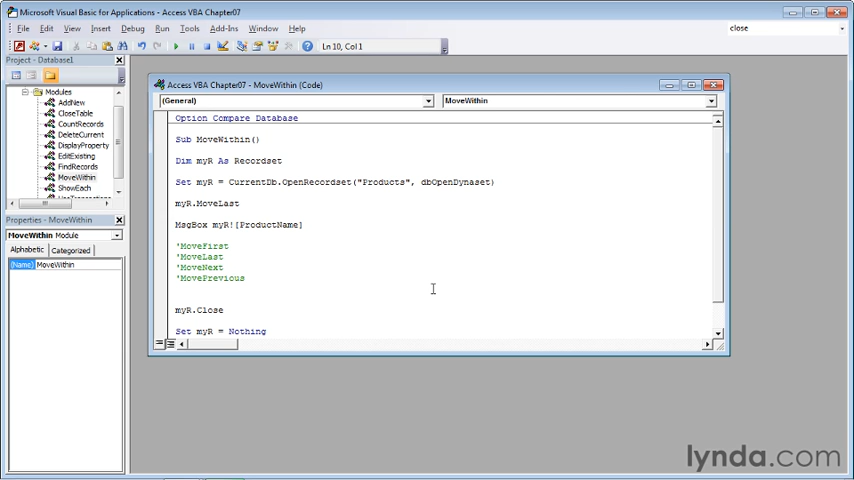 Microsoft Visual Basic for Applications - Access VBA Chapter07
File Edit View Insert Debug Run Tools Add-Ins Window Help
close
Ln 10, Col 1
Project - Database1
Modules
AddNew
CloseTable
CountRecords
DeleteCurrent
DisplayProperty
EditExisting
FindRecords
MoveWithin
ShowEach
Properties - MoveWithin
MoveWithin Module
Alphabetic Categorized
(Name) MoveWithin
Access VBA Chapter07 - MoveWithin (Code)
(General) MoveWithin
Option Compare Database
Sub MoveWithin()
Dim myR As Recordset
Set myR = CurrentDb.OpenRecordset("Products", dbOpenDynaset)
myR.MoveLast
MsgBox myR![ProductName]
'MoveFirst
'MoveLast
'MoveNext
'MovePrevious
myR.Close
Set myR = Nothing
lynda.com